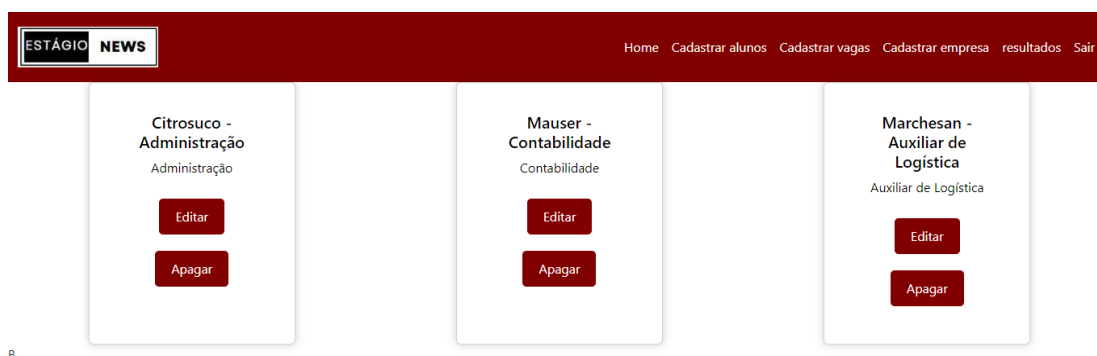 ESTÁGIO NEWS
Home Cadastrar alunos Cadastrar vagas Cadastrar empresa resultados Sair
Citrosuco -
Administração
Administração
Editar
Apagar
Mauser -
Contabilidade
Contabilidade
Editar
Apagar
Marchesan -
Auxiliar de
Logística
Auxiliar de Logística
Editar
Apagar